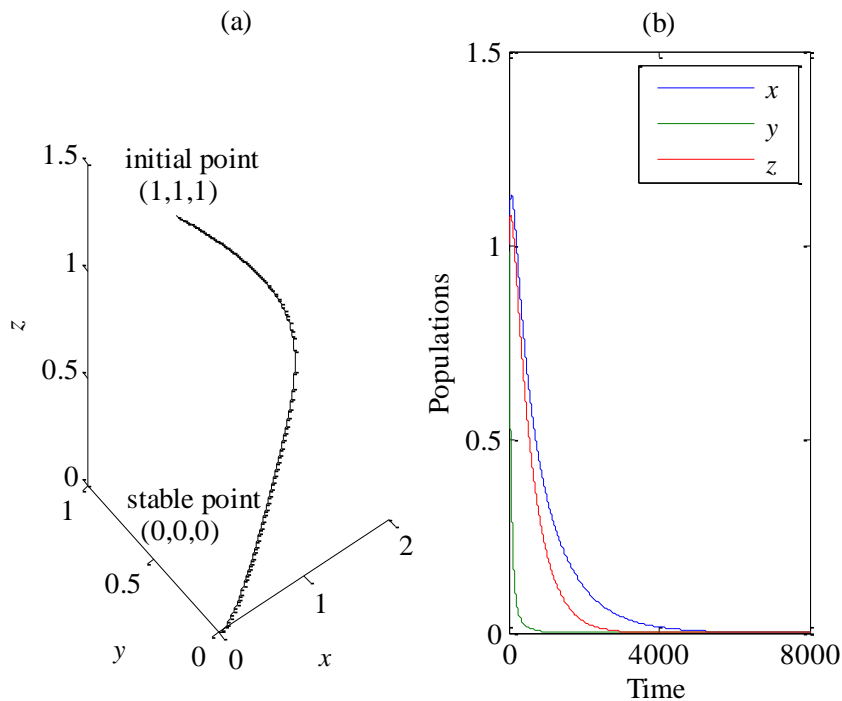 (a)
1.5
initial point
(1,1,1)
1
z
0.5
0
1
stable point
(0,0,0)
0.5
2
1
0
0
y
x
(b)
1.5
x
y
z
1
Populations
0.5
0
0
4000
8000
Time